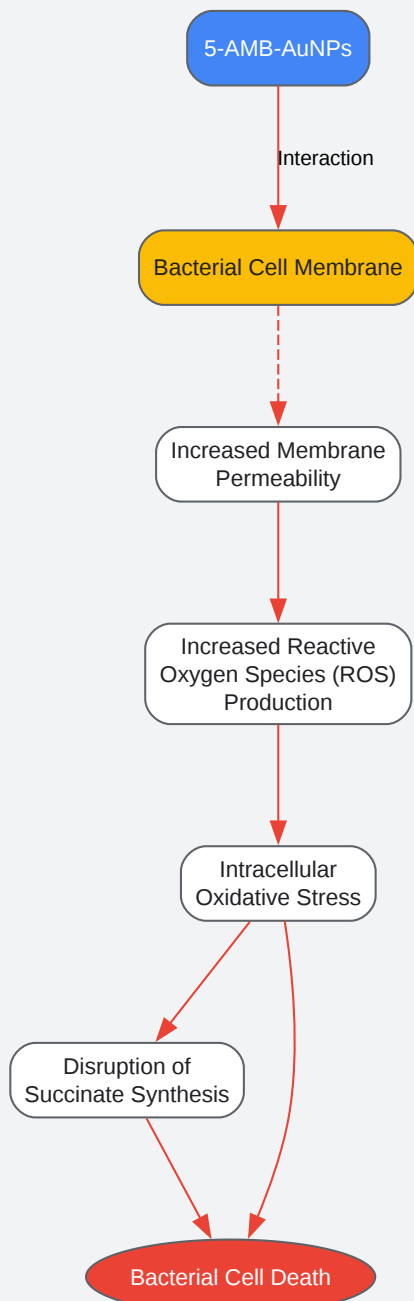 5-AMB-AuNPs
Interaction
Bacterial Cell Membrane
Increased Membrane
Permeability
Increased Reactive
Oxygen Species (ROS)
Production
Intracellular
Oxidative Stress
Disruption of
Succinate Synthesis
Bacterial Cell Death